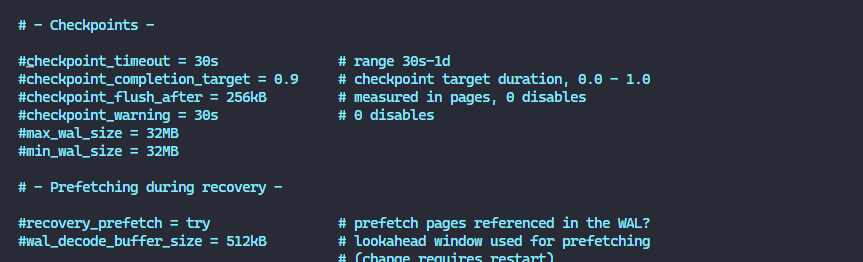 # - Checkpoints -
#checkpoint_timeout = 30s # range 30s-1d
#checkpoint_completion_target = 0.9 # checkpoint target duration, 0.0 - 1.0
#checkpoint_flush_after = 256kB # measured in pages, 0 disables
#checkpoint_warning = 30s # 0 disables
#max_wal_size = 32MB
#min_wal_size = 32MB
# - Prefetching during recovery -
#recovery_prefetch = try # prefetch pages referenced in the WAL?
#wal_decode_buffer_size = 512kB # lookahead window used for prefetching
# (change requires restart)